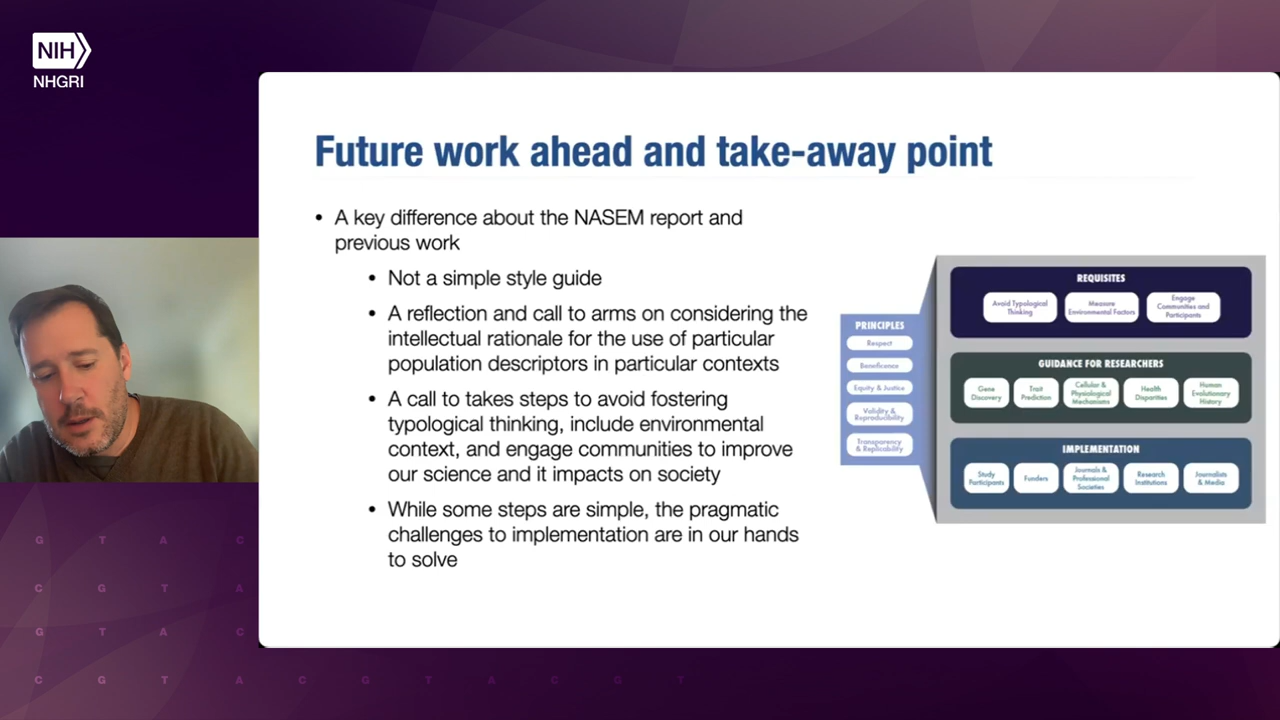 NIH
NHGRI
Future work ahead and take-away point
• A key difference about the NASEM report and
previous work
• Not a simple style guide
• A reflection and call to arms on considering the
intellectual rationale for the use of particular
population descriptors in particular contexts
• A call to takes steps to avoid fostering
typological thinking, include environmental
context, and engage communities to improve
our science and it impacts on society
• While some steps are simple, the pragmatic
challenges to implementation are in our hands
to solve
PRINCIPLES
Respect
Beneficence
Equity & Justice
Validity &
Reproducibility
Transparency
& Replicability
REQUISITES
Avoid Typological
Thinking
Measure
Environmental Factors
Engage
Communities and
Participants
GUIDANCE FOR RESEARCHERS
Gene
Discovery
Trait
Prediction
Cellular &
Physiological
Mechanisms
Health
Disparities
Human
Evolutionary
History
IMPLEMENTATION
Study
Participants
Funders
Journals &
Professional
Societies
Research
Institutions
Journalists
& Media
G T A C
C G T A
G T A C
C G T A C G T A C G T